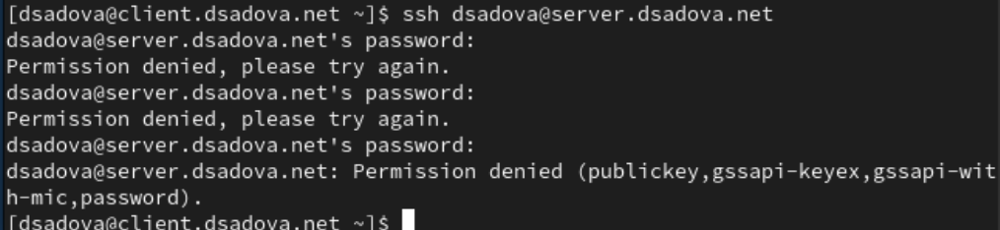 [dsadova@client.dsadova.net ~]$ ssh dsadova@server.dsadova.net
dsadova@server.dsadova.net's password:
Permission denied, please try again.
dsadova@server.dsadova.net's password:
Permission denied, please try again.
dsadova@server.dsadova.net's password:
dsadova@server.dsadova.net: Permission denied (publickey,gssapi-keyex,gssapi-wit
h-mic,password).
[dsadova@client.dsadova.net ~]$